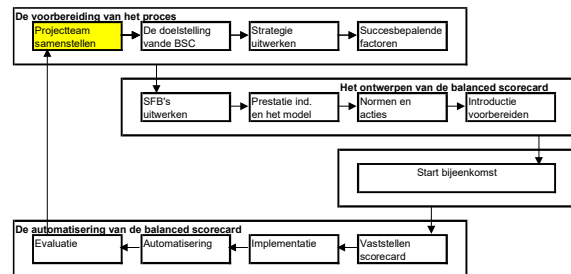 De voorbereiding van het proces
Projectteam
samenstellen
De doelstelling
vande BSC
Strategie
uitwerken
Succesbepalende
factoren
Het ontwerpen van de balanced scorecard
SFB's
uitwerken
Prestatie ind.
en het model
Normen en
acties
Introductie
voorbereiden
Start bijeenkomst
De automatisering van de balanced scorecard
Evaluatie
Automatisering
Implementatie
Vaststellen
scorecard